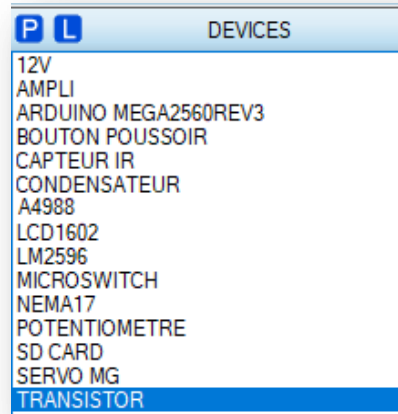 P L DEVICES
12V
AMPLI
ARDUINO MEGA2560REV3
BOUTON POUSSOIR
CAPTEUR IR
CONDENSATEUR
A4988
LCD1602
LM2596
MICROSWITCH
NEMA17
POTENTIOMETRE
SD CARD
SERVO MG
TRANSISTOR